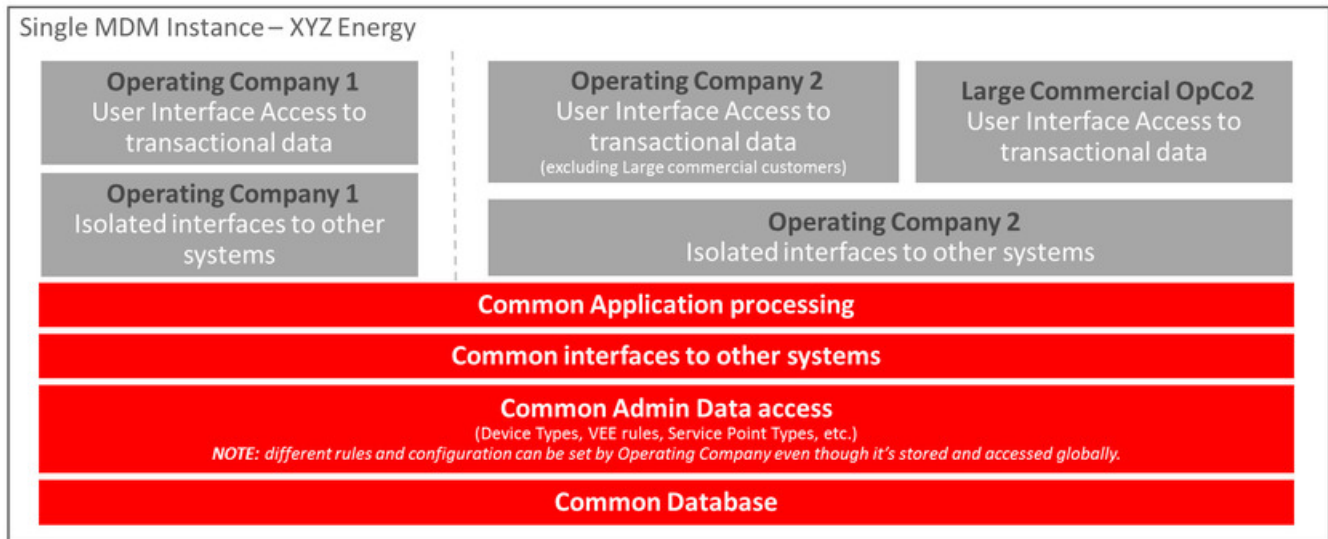 Single MDM Instance – XYZ Energy
Operating Company 1
User Interface Access to
transactional data
Operating Company 2
User Interface Access to
transactional data
(excluding Large commercial customers)
Large Commercial OpCo2
User Interface Access to
transactional data
Operating Company 1
Isolated interfaces to other
systems
Operating Company 2
Isolated interfaces to other systems
Common Application processing
Common interfaces to other systems
Common Admin Data access
(Device Types, VEE rules, Service Point Types, etc.)
NOTE: different rules and configuration can be set by Operating Company even though it's stored and accessed globally.
Common Database